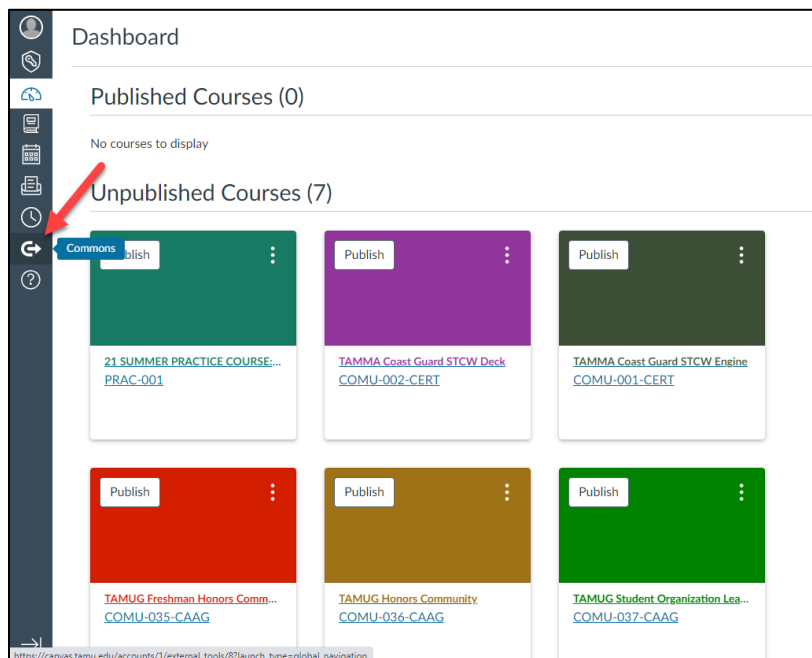 Dashboard
Published Courses (0)
No courses to display
Unpublished Courses (7)
Commons
blish
Publish
Publish
21 SUMMER PRACTICE COURSE:...
TAMMA Coast Guard STCW Deck
TAMMA Coast Guard STCW Engine
PRAC-001
COMU-002-CERT
COMU-001-CERT
Publish
Publish
Publish
TAMUG Freshman Honors Comm...
TAMUG Honors Community
TAMUG Student Organization Lea...
COMU-035-CAAG
COMU-036-CAAG
COMU-037-CAAG
https://canvas.tamu.edu/accounts/1/external_tools/8?launch_type=global_navigation